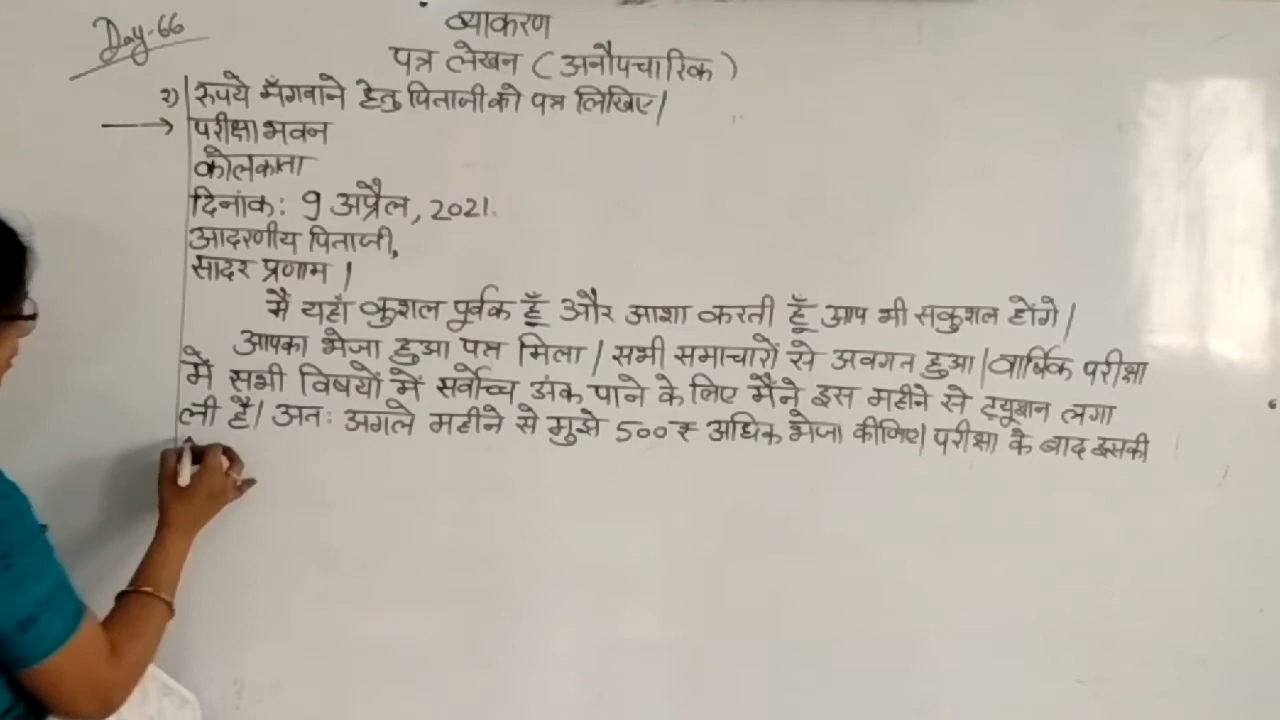 Day-66
व्याकरण
पत्र लेखन (अनौपचारिक)
२) रुपये मँगवाने हेतु पिताजी को पत्र लिखिए।
→ परीक्षा भवन
कोलकाता
दिनांक: 9 अप्रैल, 2021.
आदरणीय पिताजी,
सादर प्रणाम।
मैं यहाँ कुशल पूर्वक हूँ और आशा करती हूँ आप भी सकुशल होंगे।
आपका भेजा हुआ पत्र मिला। सभी समाचारों से अवगत हुआ। वार्षिक परीक्षा
में सभी विषयों में सर्वोच्च अंक पाने के लिए मैंने इस महीने से ट्यूशन लगा
ली है। अतः अगले महीने से मुझे 500₹ अधिक भेजा कीजिए। परीक्षा के बाद इसकी